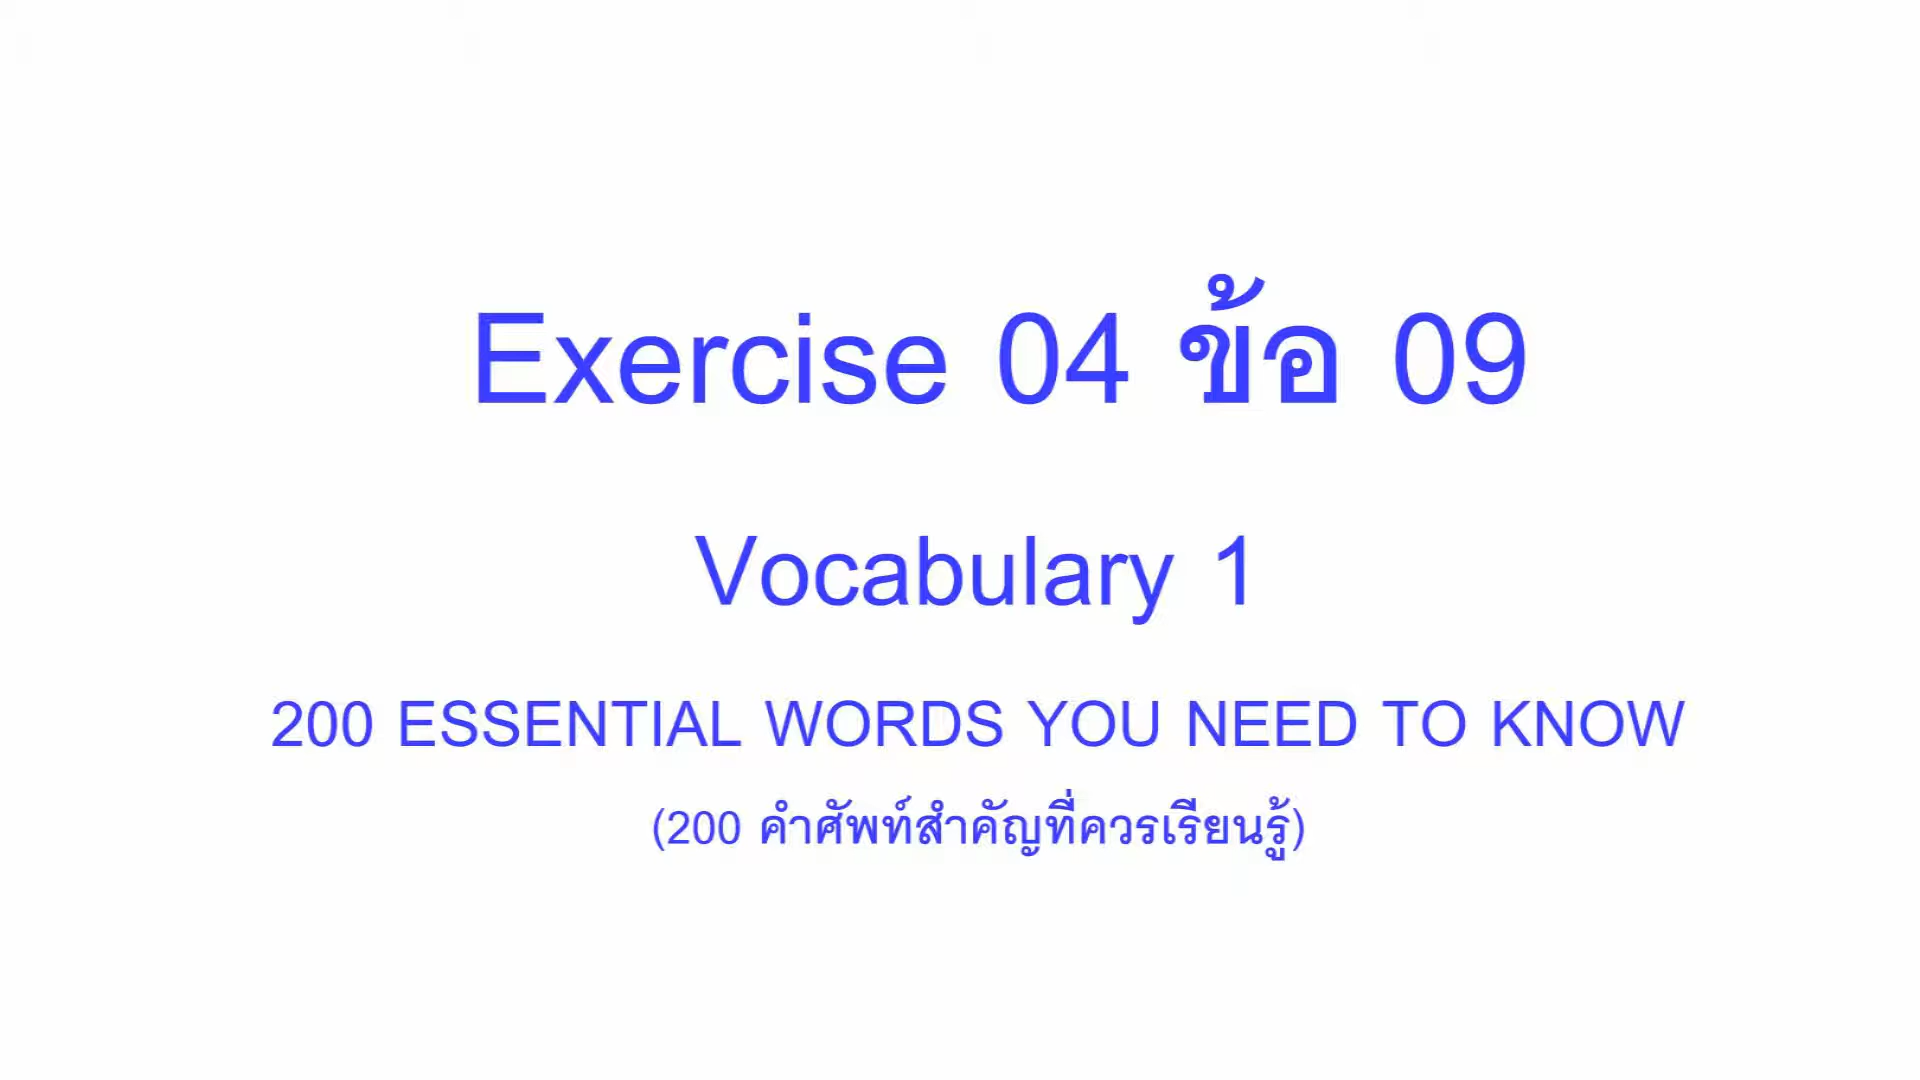 Exercise 04 ข้อ 09
Vocabulary 1
200 ESSENTIAL WORDS YOU NEED TO KNOW
(200 คำศัพท์สำคัญที่ควรเรียนรู้)